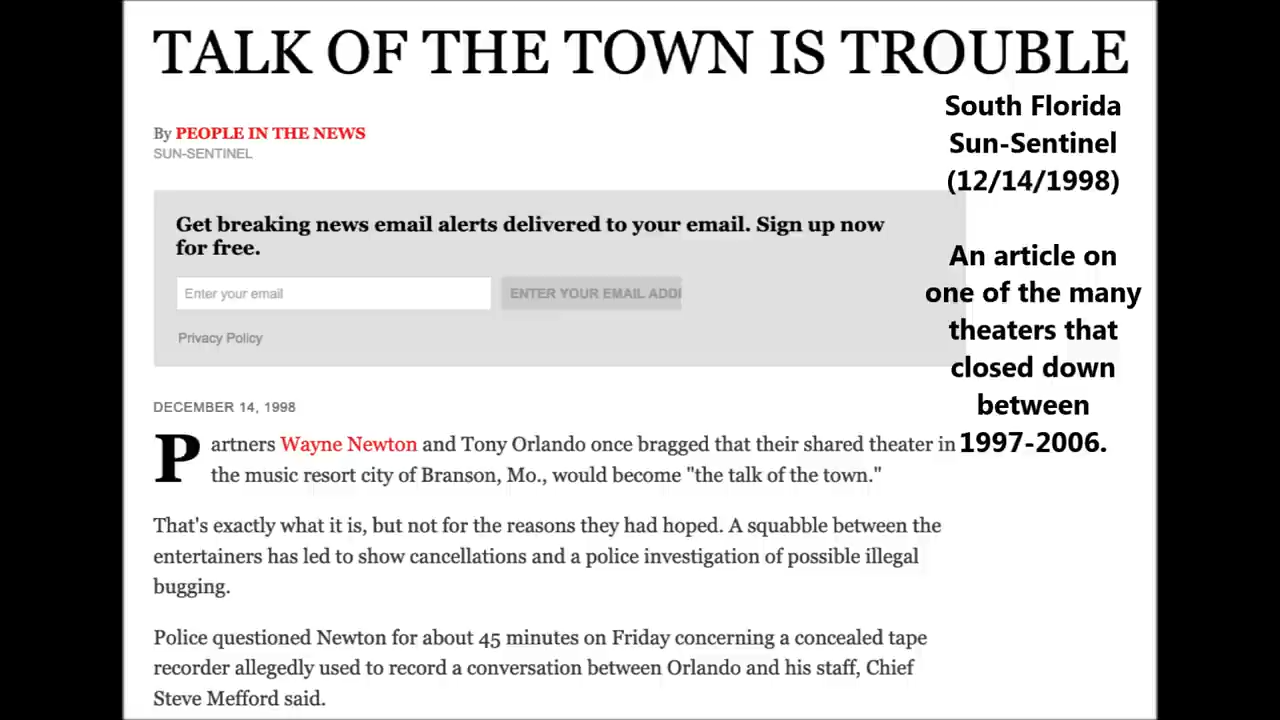 TALK OF THE TOWN IS TROUBLE
By PEOPLE IN THE NEWS
SUN-SENTINEL
Get breaking news email alerts delivered to your email. Sign up now
for free.
Enter your email
ENTER YOUR EMAIL ADD
Privacy Policy
DECEMBER 14, 1998
Partners Wayne Newton and Tony Orlando once bragged that their shared theater in
the music resort city of Branson, Mo., would become "the talk of the town."
That's exactly what it is, but not for the reasons they had hoped. A squabble between the
entertainers has led to show cancellations and a police investigation of possible illegal
bugging.
Police questioned Newton for about 45 minutes on Friday concerning a concealed tape
recorder allegedly used to record a conversation between Orlando and his staff, Chief
Steve Mefford said.
South Florida
Sun-Sentinel
(12/14/1998)
An article on
one of the many
theaters that
closed down
between
1997-2006.